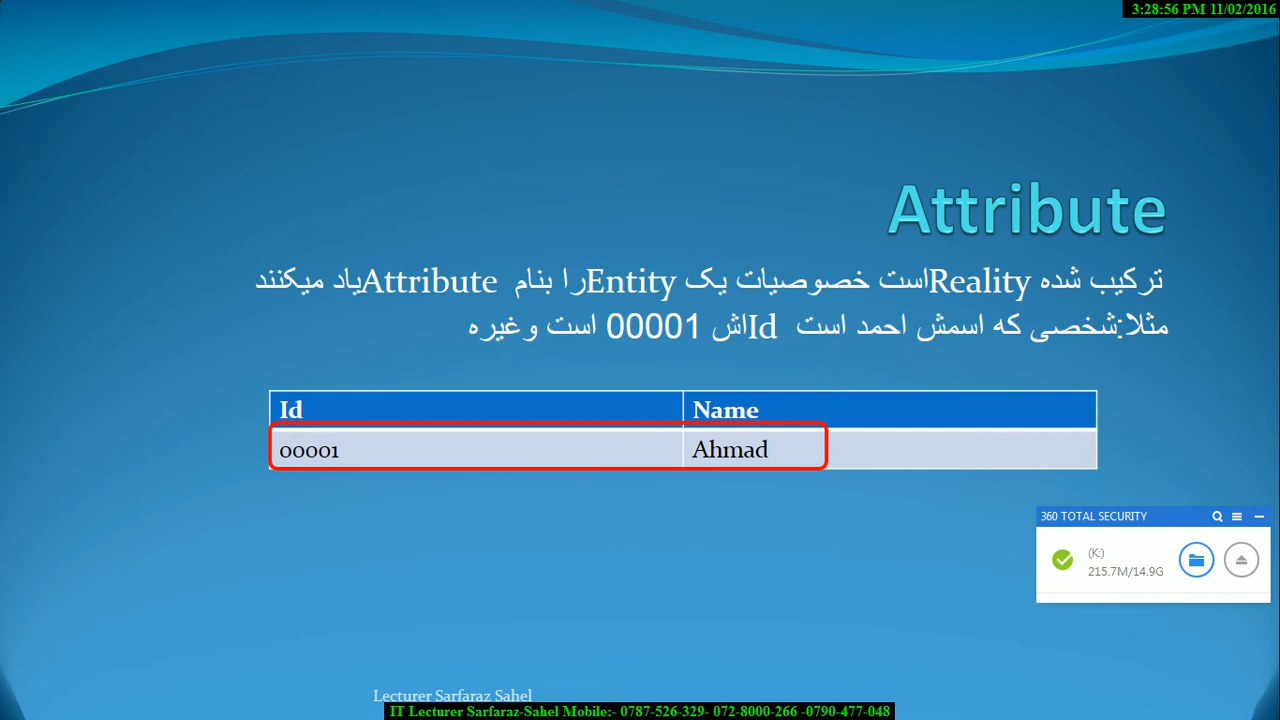 3:28:56 PM 11/02/2016
Attribute
ترکیب شده Realityاست خصوصیات یک Entityرا بنام Attributeیاد میکنند
مثلا:شخصی که اسمش احمد است Idاش 00001 است وغیره
Id Name
00001 Ahmad
360 TOTAL SECURITY
(K:)
215.7M/14.9G
Lecturer Sarfaraz Sahel
IT Lecturer Sarfaraz-Sahel Mobile:- 0787-526-329- 072-8000-266 -0790-477-048